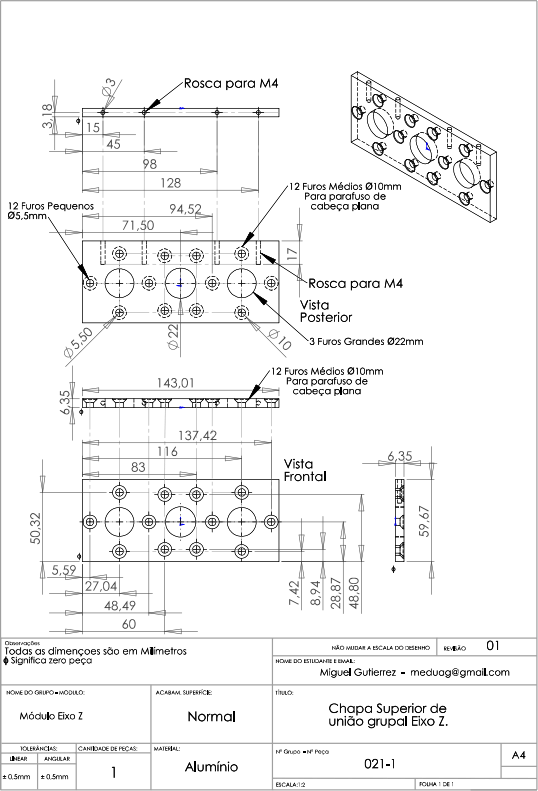 Ø3
Rosca para M4
3,18
15
45
98
128
12 Furos Médios Ø10mm
Para parafuso de
cabeça plana
12 Furos Pequenos
Ø5,5mm
94,52
71,50
17
Rosca para M4
Vista
Posterior
3 Furos Grandes Ø22mm
Ø5,50
Ø22
Ø10
12 Furos Médios Ø10mm
Para parafuso de
cabeça plana
143,01
6,35
137,42
116
83
Vista
Frontal
6,35
50,32
59,67
5,59
27,04
48,49
60
7,42
8,94
28,87
48,80
Observações
Todas as dimençoes são em Milimetros
Significa zero peça
NÃO MUDAR A ESCALA DO DESENHO
REVISÃO
01
NOME DO ESTUDANTE E EMAIL:
Miguel Gutierrez - meduag@gmail.com
NOME DO GRUPO-MÓDULO:
Módulo Eixo Z
ACABAM. SUPERFÍCIE:
Normal
TÍTULO:
Chapa Superior de
união grupal Eixo Z.
TOLERÂNCIAS:
LINEAR
ANGULAR
± 0,5mm
± 0,5mm
CANTIDADE DE PEÇAS:
1
MATERIAL:
Alumínio
Nº Grupo - Nº Peça
021-1
A4
ESCALA:1:2
FOLHA 1 DE 1